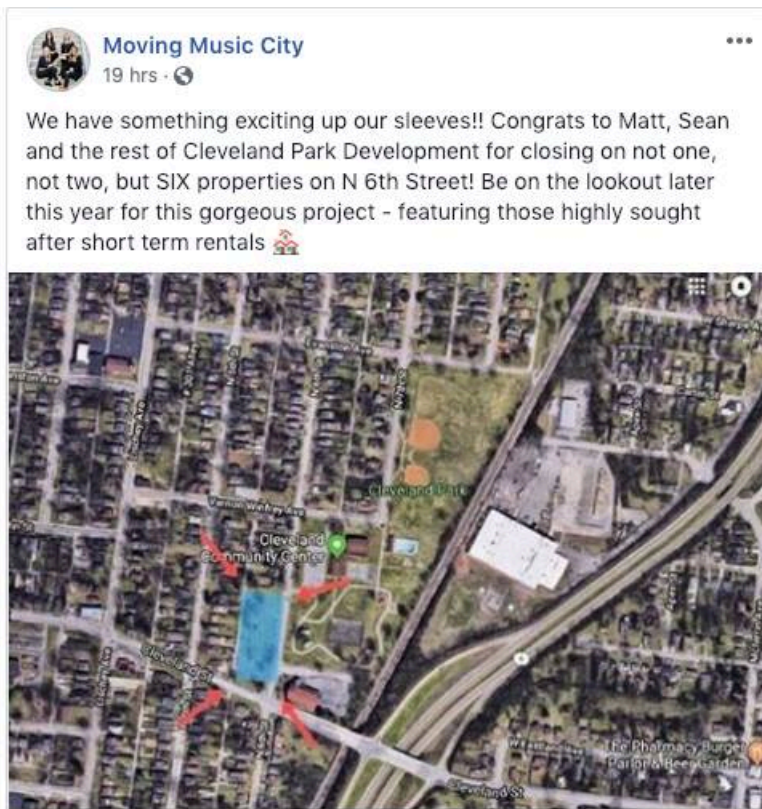 Moving Music City
19 hrs ·
We have something exciting up our sleeves!! Congrats to Matt, Sean
and the rest of Cleveland Park Development for closing on not one,
not two, but SIX properties on N 6th Street! Be on the lookout later
this year for this gorgeous project - featuring those highly sought
after short term rentals
Cleveland Park
Vernon Winfrey Ave
Cleveland
Community Center
Cleveland St
The Pharmacy Burger
Parlor & Beer Garden
Cleveland St